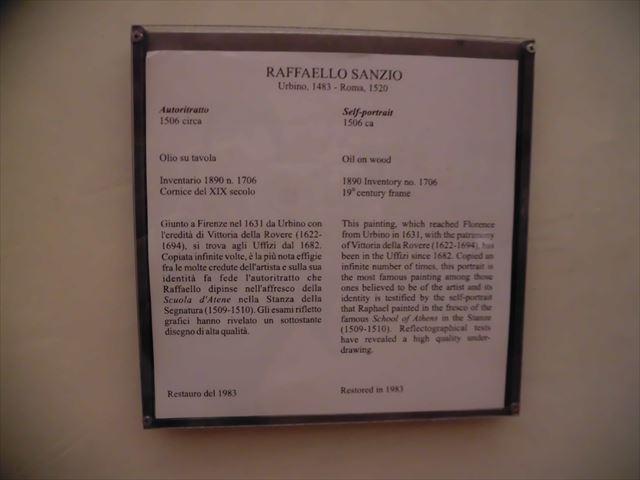 RAFFAELLO SANZIO
Urbino, 1483 - Roma, 1520
Autoritratto
1506 circa
Olio su tavola
Inventario 1890 n. 1706
Cornice del XIX secolo
Giunto a Firenze nel 1631 da Urbino con
l'eredità di Vittoria della Rovere (1622-
1694), si trova agli Uffizi dal 1682.
Copiata infinite volte, è la più nota effigie
fra le molte credute dell'artista e sulla sua
identità fa fede l'autoritratto che
Raffaello dipinse nell'affresco della
Scuola d'Atene nella Stanza della
Segnatura (1509-1510). Gli esami rifletto
grafici hanno rivelato un sottostante
disegno di alta qualità.
Restauro del 1983
Self-portrait
1506 ca
Oil on wood
1890 Inventory no. 1706
19° century frame
This painting, which reached Florence
from Urbino in 1631, with the patrimony
of Vittoria della Rovere (1622-1694), has
been in the Uffizi since 1682. Copied an
infinite number of times, this portrait is
the most famous painting among those
ones believed to be of the artist and its
identity is testified by the self-portrait
that Raphael painted in the fresco of the
famous School of Athens in the Stanze
(1509-1510). Reflectographical tests
have revealed a high quality under-
drawing.
Restored in 1983